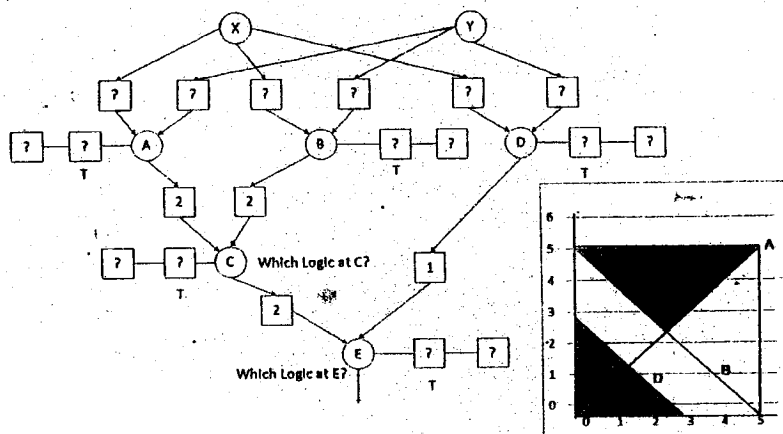 X Y
? ? ? ? ? ?
? ? A B ? ? D ? ?
T T T
2 2
? ? C Which Logic at C? 1
T
2
E ? ?
Which Logic at E? T
6
5 A
4
3
2
1 D B
0
0 1 2 3 4 5